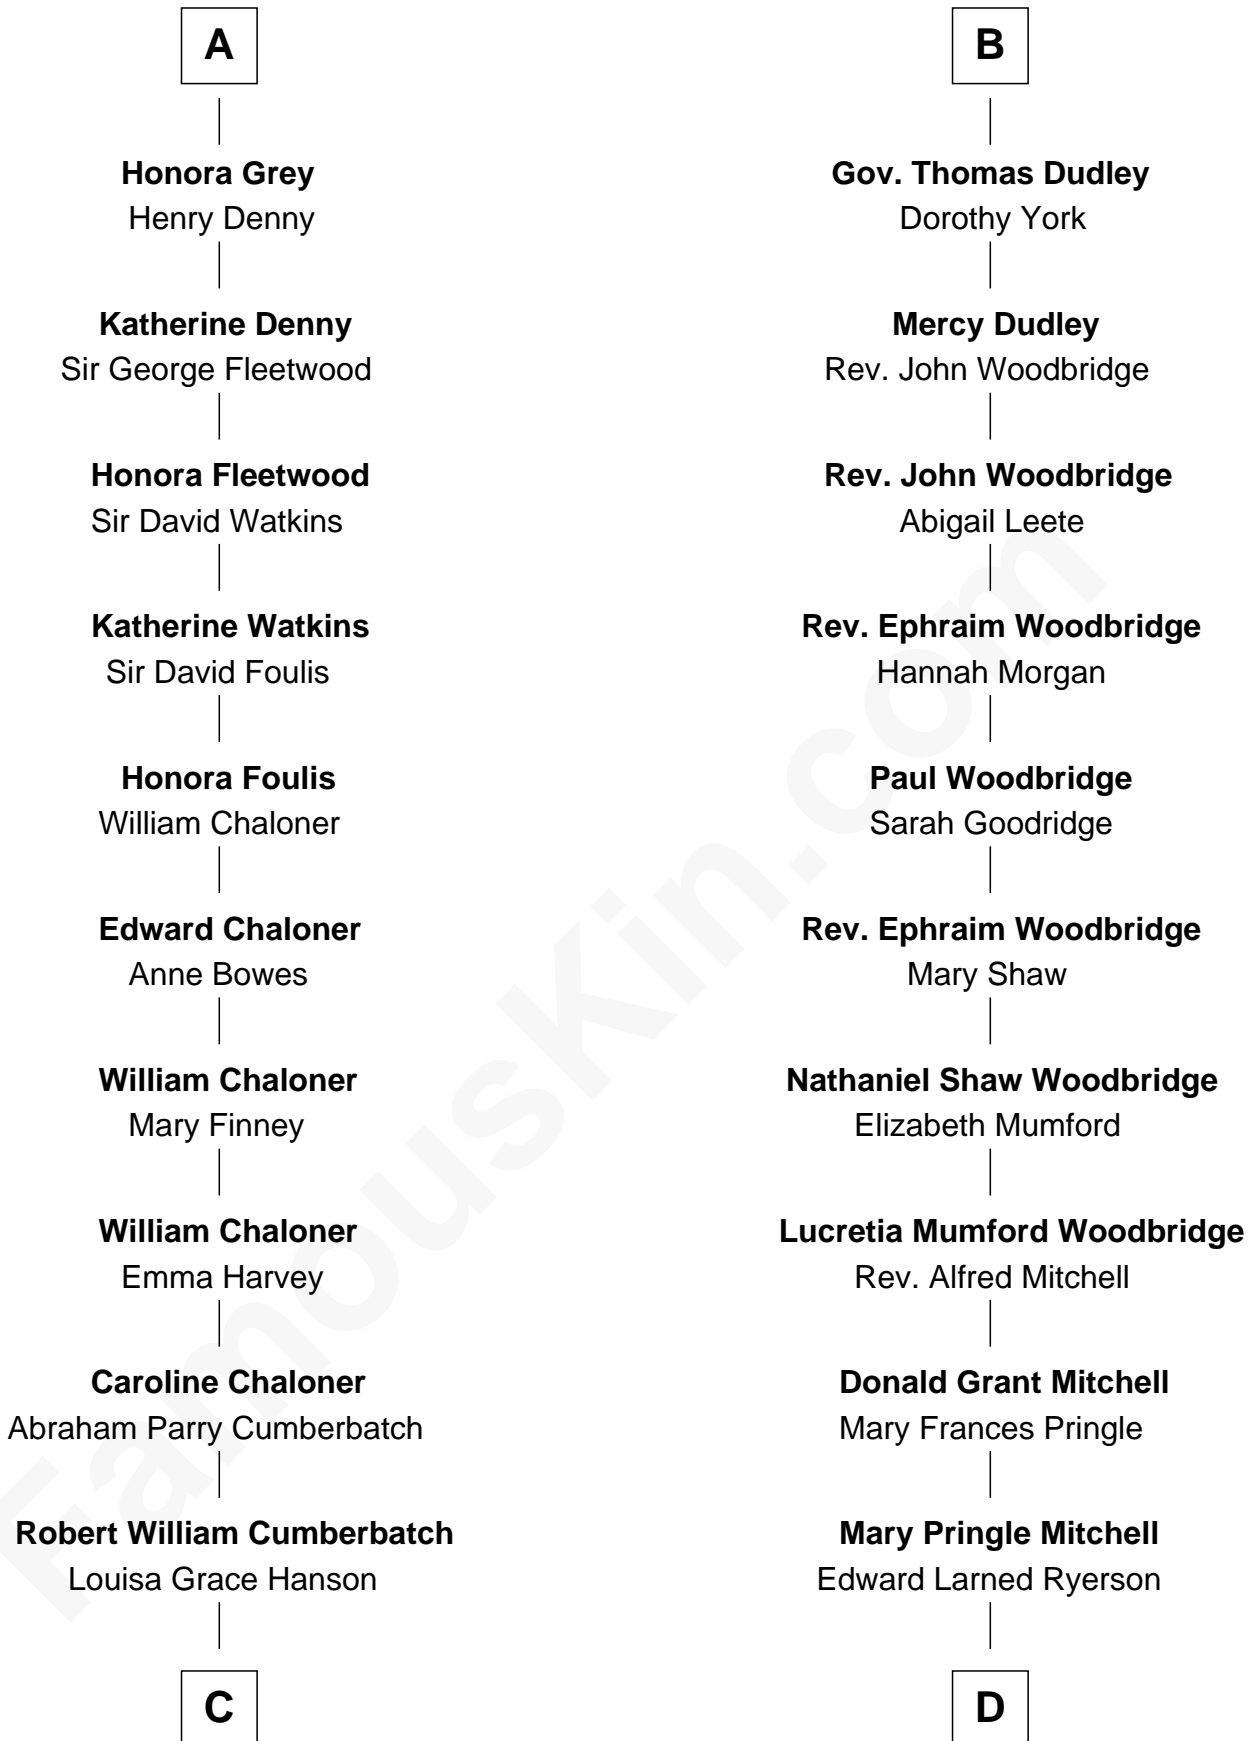 A
Honora Grey
Henry Denny
Katherine Denny
Sir George Fleetwood
Honora Fleetwood
Sir David Watkins
Katherine Watkins
Sir David Foulis
Honora Foulis
William Chaloner
Edward Chaloner
Anne Bowes
William Chaloner
Mary Finney
William Chaloner
Emma Harvey
Caroline Chaloner
Abraham Parry Cumberbatch
Robert William Cumberbatch
Louisa Grace Hanson
C
B
Gov. Thomas Dudley
Dorothy York
Mercy Dudley
Rev. John Woodbridge
Rev. John Woodbridge
Abigail Leete
Rev. Ephraim Woodbridge
Hannah Morgan
Paul Woodbridge
Sarah Goodridge
Rev. Ephraim Woodbridge
Mary Shaw
Nathaniel Shaw Woodbridge
Elizabeth Mumford
Lucretia Mumford Woodbridge
Rev. Alfred Mitchell
Donald Grant Mitchell
Mary Frances Pringle
Mary Pringle Mitchell
Edward Larned Ryerson
D
FamousKin.com